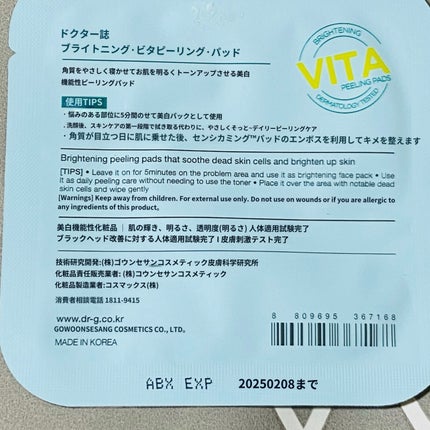 ドクター誌
ブライトニング・ビタピーリング・パッド
角質をやさしく寝かせてお肌を明るくトーンアップさせる美白
機能性ピーリングパッド
BRIGHTENING
VITA
PEELING PADS
DERMATOLOGY TESTED
使用TIPS
・悩みのある部位に5分間のせて美白パックとして使用
・洗顔後、スキンケアの第一段階で拭き取る代わりに、やさしくそっと~デイリーピーリングケア
・角質が目立つ日に肌に乗せた後、センシカミング™パッドのエンボスを利用してキメを整えます
Brightening peeling pads that soothe dead skin cells and brighten up skin
[TIPS] • Leave it on for 5minutes on the problem area and use it as brightening face pack • Use
it as daily peeling care without needing to use the toner • Place it over the area with notable dead
skin cells and wipe gently
[Warnings] Keep away from children. For external use only. Do not use on wounds or if you are allergic to
any ingredients of this product.
美白機能性化粧品 | 肌の輝き、明るさ、透明度(明るさ) 人体適用試験完了
ブラックヘッド改善に対する人体適用試験完了 | 皮膚刺激テスト完了
技術研究開発:(株)ゴウンセサンコスメティック皮膚科学研究所
化粧品責任販売業者: (株)ゴウンセサンコスメティック
化粧品製造業者:コスマックス(株)
消費者相談電話 1811-9415
www.dr-g.co.kr
GOWOONSESANG COSMETICS CO., LTD.
MADE IN KOREA
8 809695 367168
ABX EXP 20250208まで